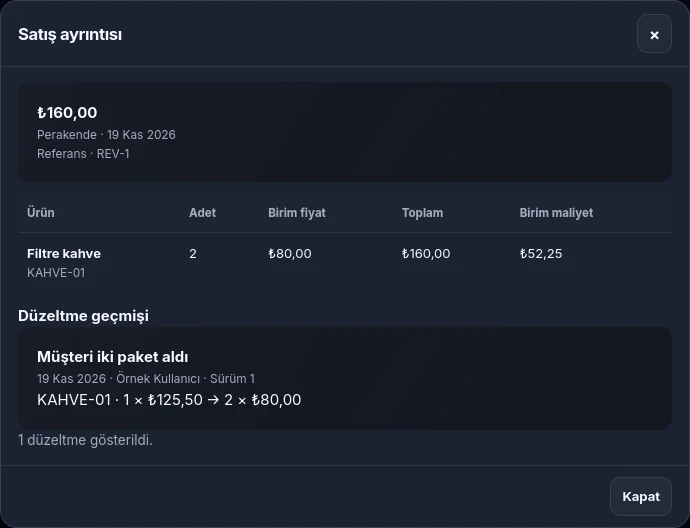 Satış ayrıntısı
×
₺160,00
Perakende · 19 Kas 2026
Referans · REV-1
Ürün Adet Birim fiyat Toplam Birim maliyet
Filtre kahve 2 ₺80,00 ₺160,00 ₺52,25
KAHVE-01
Düzeltme geçmişi
Müşteri iki paket aldı
19 Kas 2026 · Örnek Kullanıcı · Sürüm 1
KAHVE-01 · 1 × ₺125,50 → 2 × ₺80,00
1 düzeltme gösterildi.
Kapat